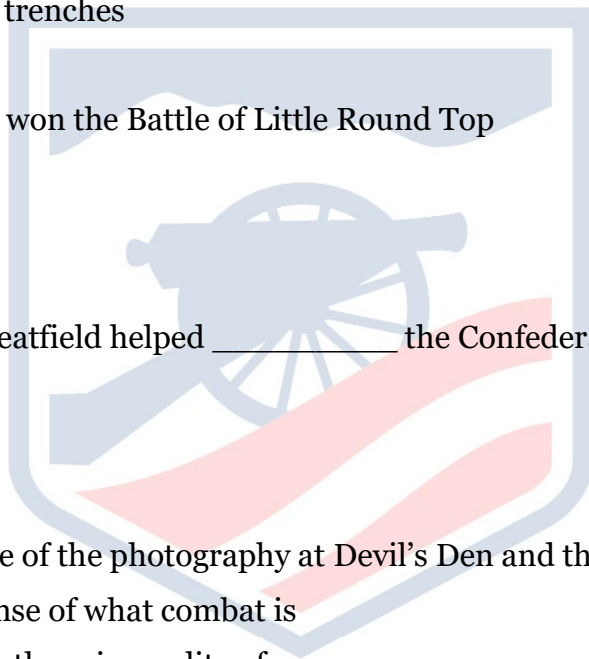 trenches
won the Battle of Little Round Top
eatfield helped __________ the Confeder
e of the photography at Devil’s Den and th
nse of what combat is